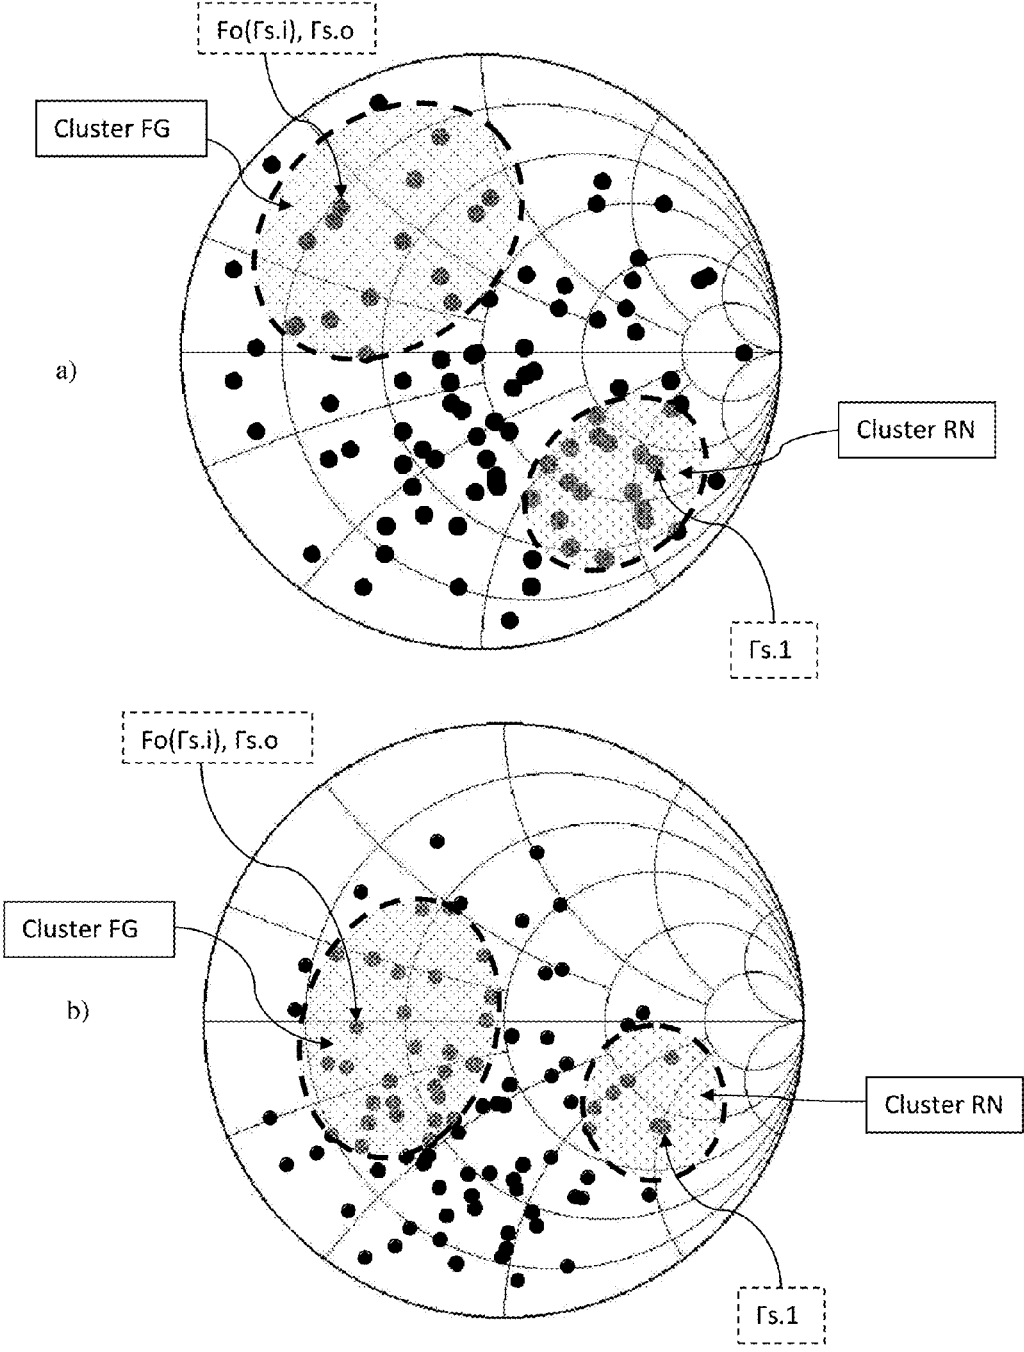 Fo(Γs.i), Γs.o
Cluster FG
a)
Cluster RN
Γs.1
Fo(Γs.i), Γs.o
Cluster FG
b)
Cluster RN
Γs.1